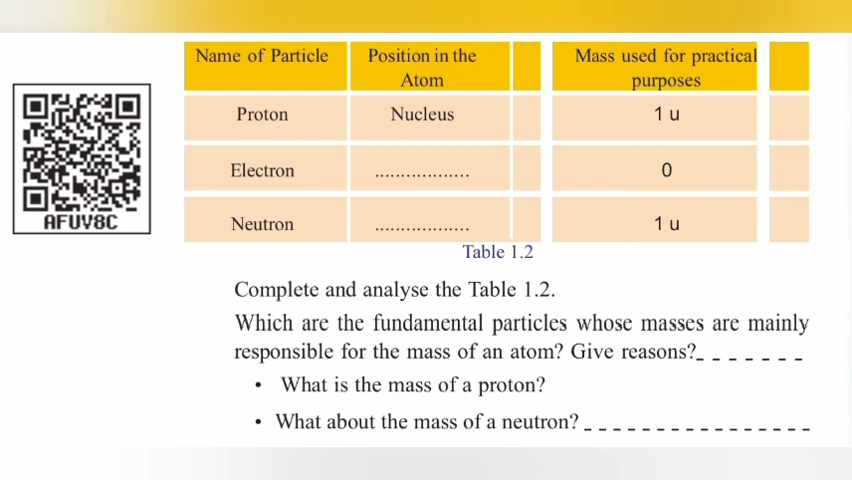 Name of Particle Position in the Atom Mass used for practical purposes
Proton Nucleus 1 u
Electron .................. 0
Neutron .................. 1 u
AFUV8C
Table 1.2
Complete and analyse the Table 1.2.
Which are the fundamental particles whose masses are mainly
responsible for the mass of an atom? Give reasons?_ _ _ _ _ _ _
• What is the mass of a proton?
• What about the mass of a neutron? _ _ _ _ _ _ _ _ _ _ _ _ _ _ _ _